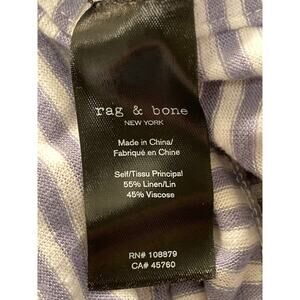 rag & bone
NEW YORK
Made in China/
Fabriqué en Chine
Self/Tissu Principal
55% Linen/Lin
45% Viscose
RN# 108879
CA# 45760